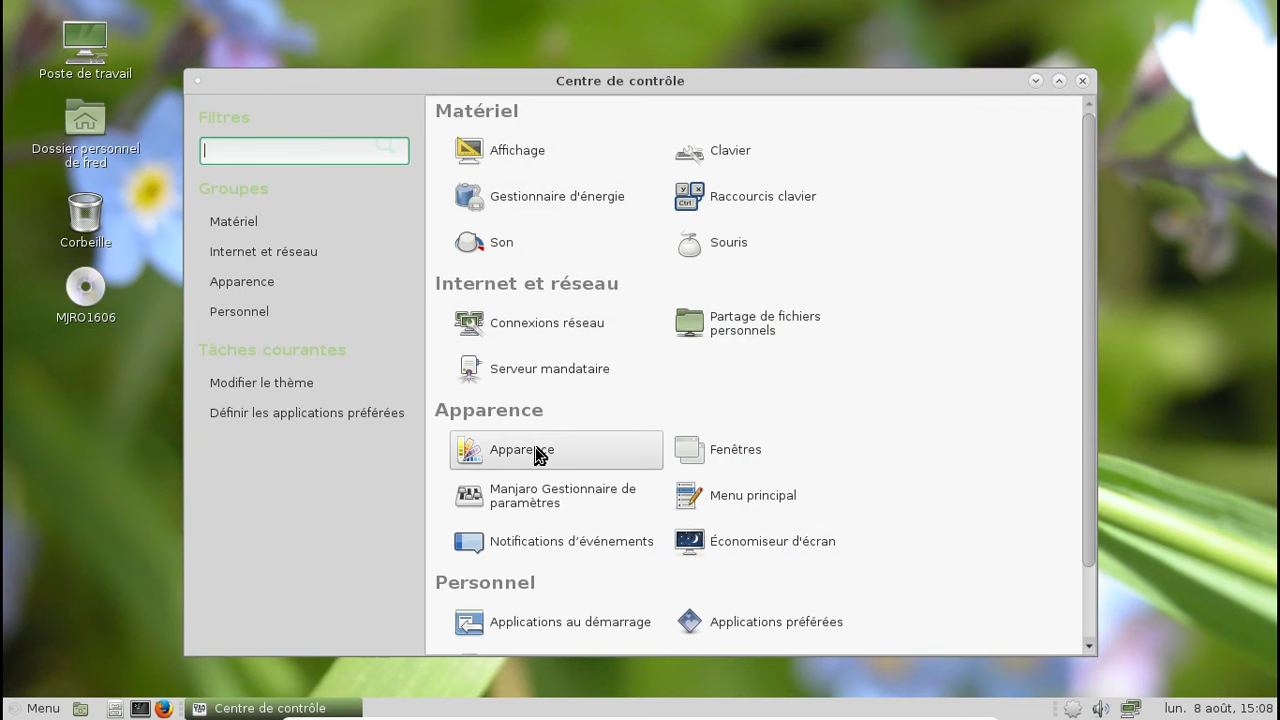 Poste de travail
Dossier personnel
de fred
Corbeille
MJRO1606
Centre de contrôle
Filtres
Groupes
Matériel
Internet et réseau
Apparence
Personnel
Tâches courantes
Modifier le thème
Définir les applications préférées
Matériel
Affichage
Clavier
Gestionnaire d'énergie
Raccourcis clavier
Son
Souris
Internet et réseau
Connexions réseau
Partage de fichiers
personnels
Serveur mandataire
Apparence
Apparence
Fenêtres
Manjaro Gestionnaire de
paramètres
Menu principal
Notifications d’événements
Économiseur d'écran
Personnel
Applications au démarrage
Applications préférées
Menu
Centre de contrôle
lun. 8 août, 15:08